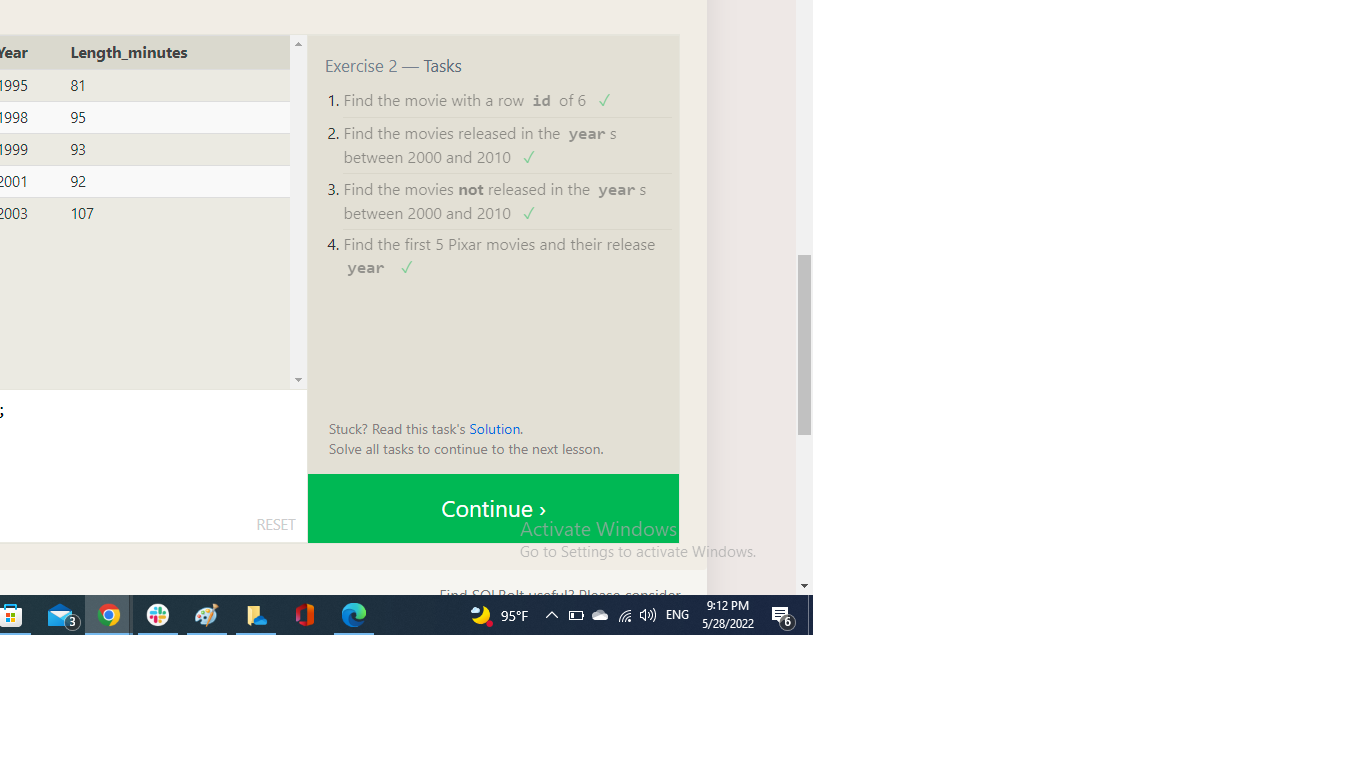 Year Length_minutes
1995 81
1998 95
1999 93
2001 92
2003 107
;
RESET
Exercise 2 — Tasks
1. Find the movie with a row id of 6 ✓
2. Find the movies released in the year s
between 2000 and 2010 ✓
3. Find the movies not released in the year s
between 2000 and 2010 ✓
4. Find the first 5 Pixar movies and their release
year ✓
Stuck? Read this task's Solution.
Solve all tasks to continue to the next lesson.
Continue ›
Activate Windows
Go to Settings to activate Windows.
Find SQLBolt useful? Please consider
3
95°F
ENG
9:12 PM
5/28/2022
6